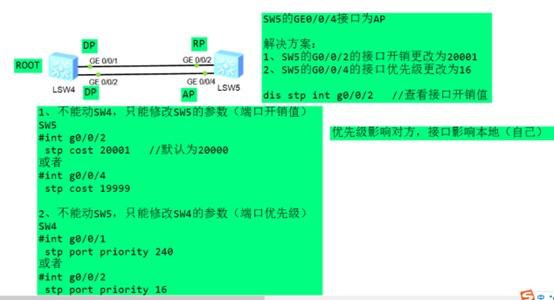 SW5的GE0/0/4接口为AP
解决方案：
1、SW5的G0/0/2的接口开销更改为20001
2、SW5的G0/0/4的接口优先级更改为16
dis stp int g0/0/2 //查看接口开销值
DP
RP
ROOT
GE 0/0/1
GE 0/0/2
GE 0/0/2
GE 0/0/4
LSW4
LSW5
DP
AP
1、不能动SW4，只能修改SW5的参数（端口开销值）
SW5
#int g0/0/2
stp cost 20001 //默认为20000
或者
#int g0/0/4
stp cost 19999
2、不能动SW5，只能修改SW4的参数（端口优先级）
SW4
#int g0/0/1
stp port priority 240
或者
#int g0/0/2
stp port priority 16
优先级影响对方，接口影响本地（自己）
中